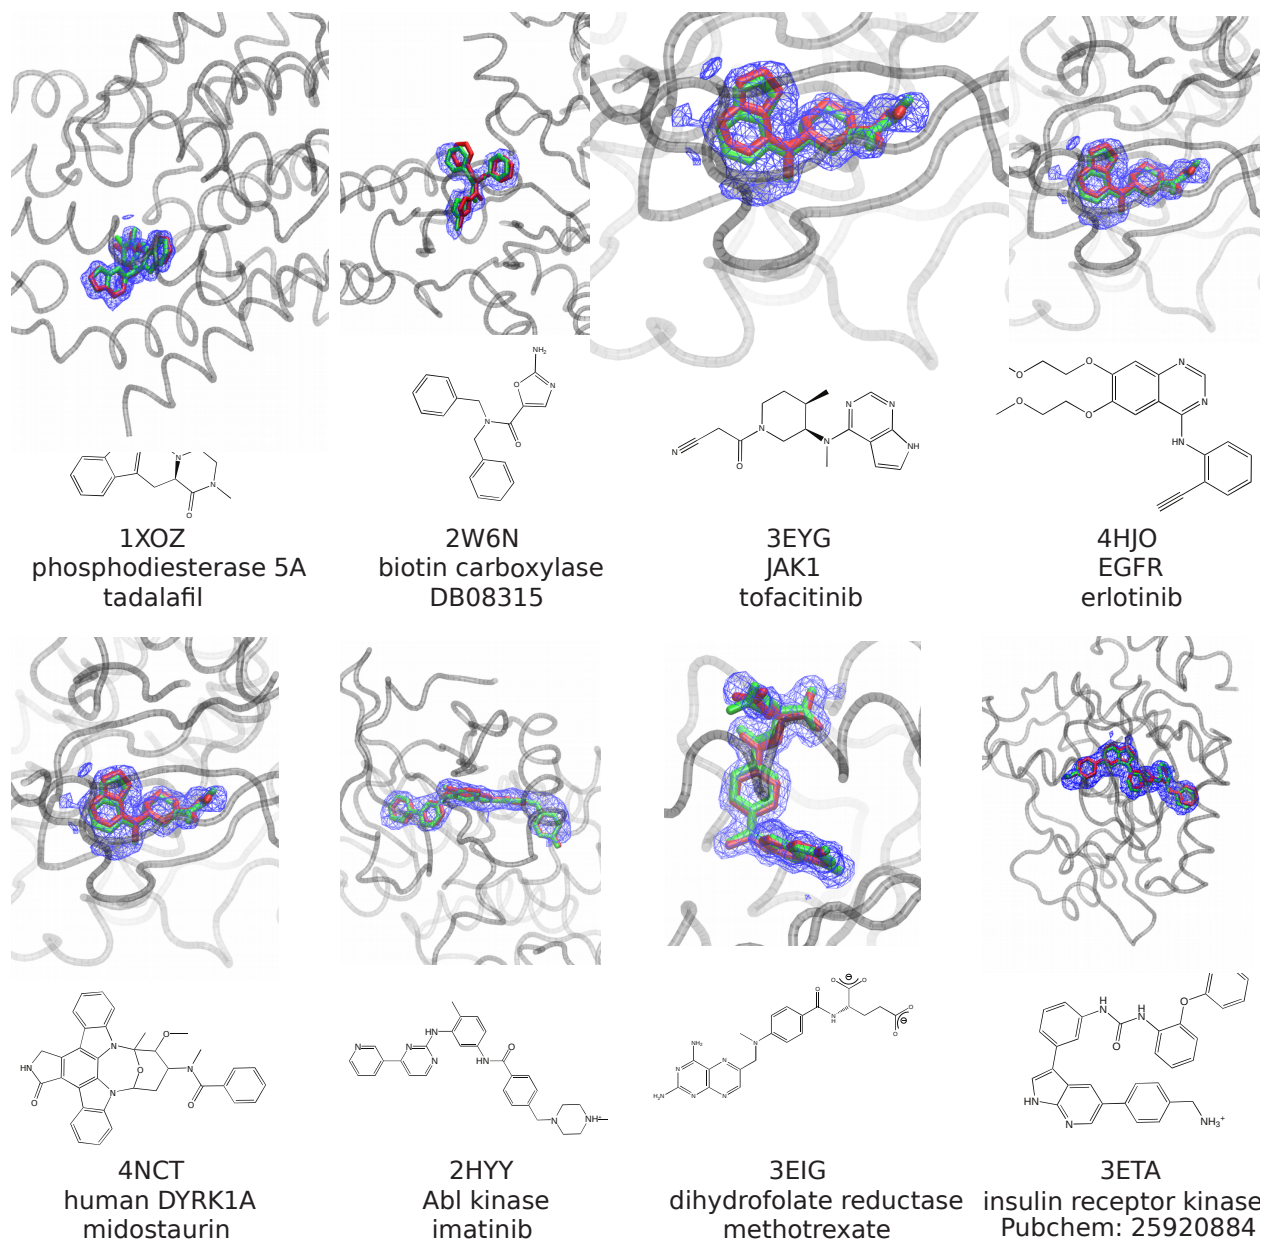 1XOZ
phosphodiesterase 5A
tadalafil
2W6N
biotin carboxylase
DB08315
3EYG
JAK1
tofacitinib
4HJO
EGFR
erlotinib
4NCT
human DYRK1A
midostaurin
2HYY
Abl kinase
imatinib
3EIG
dihydrofolate reductase
methotrexate
3ETA
insulin receptor kinase
Pubchem: 25920884